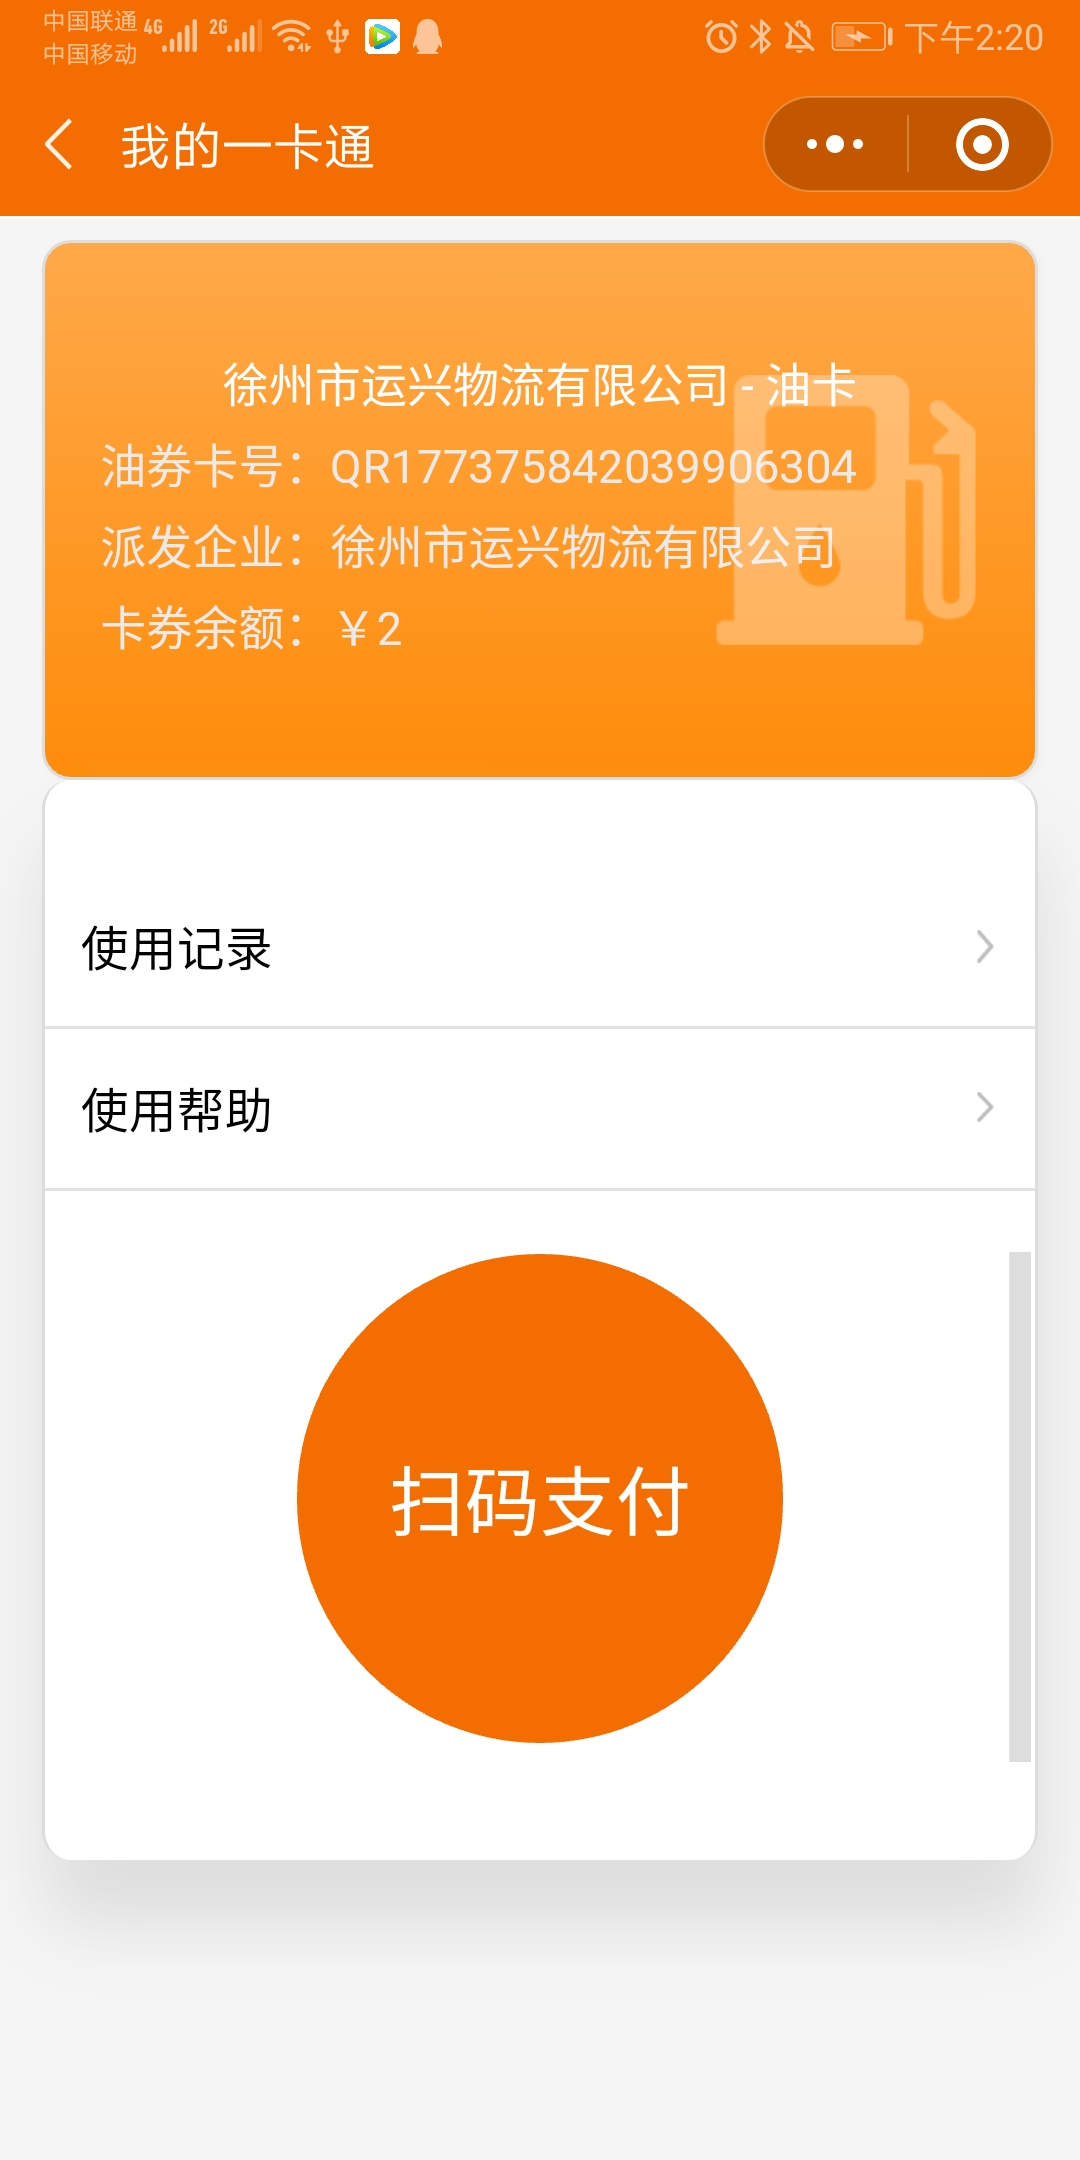 中国联通 4G 2G
中国移动
下午2:20
我的一卡通
徐州市运兴物流有限公司 - 油卡
油券卡号：QR177375842039906304
派发企业：徐州市运兴物流有限公司
卡券余额：￥2
使用记录
使用帮助
扫码支付